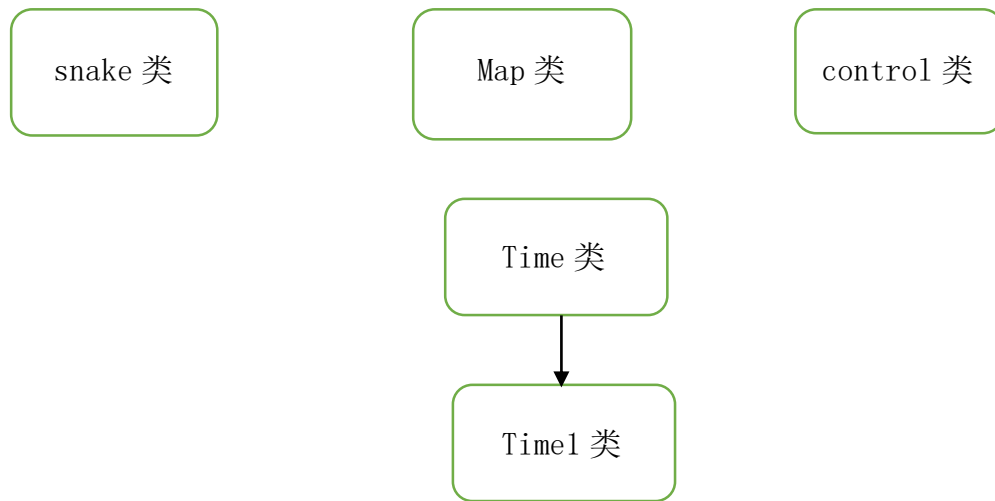 snake 类
Map 类
control 类
Time 类
Time1 类